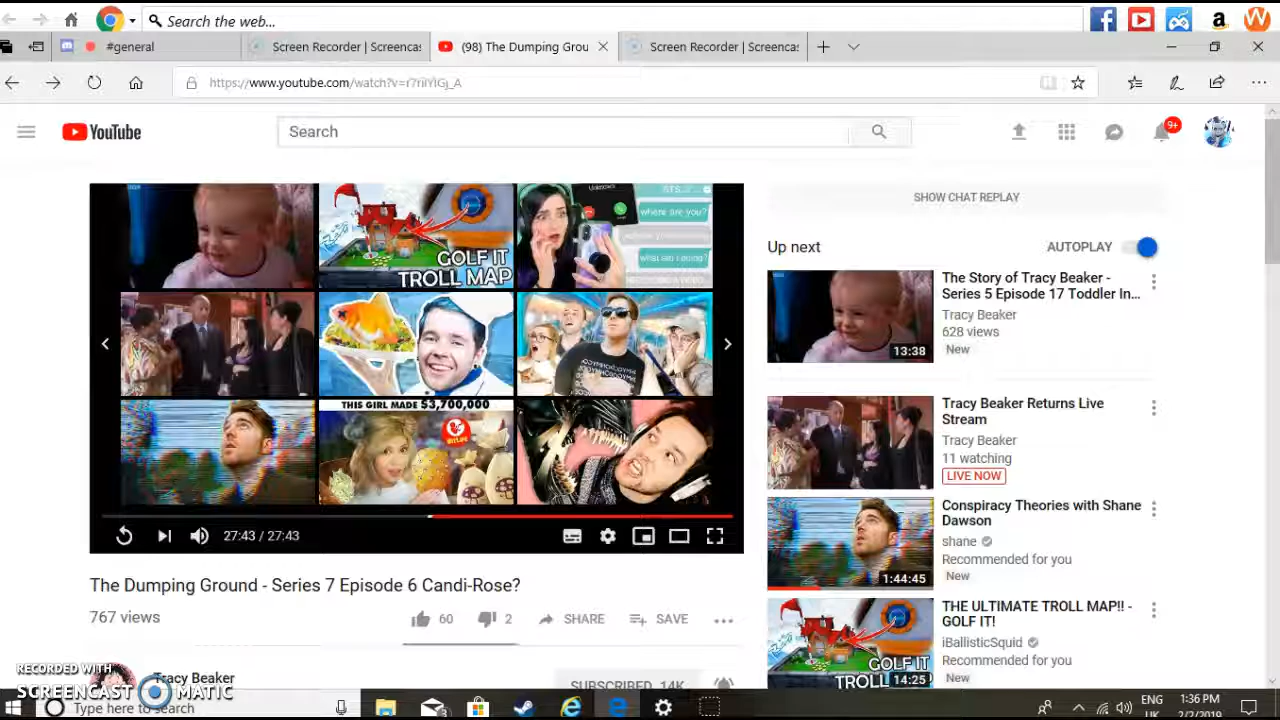 Search the web...
#general
Screen Recorder | Screencas
(98) The Dumping Grou
Screen Recorder | Screencas
https://www.youtube.com/watch?v=
YouTube
Search
9+
SHOW CHAT REPLAY
Up next
AUTOPLAY
Unknown
where are you?
GOLF IT
TROLL MAP
THIS GIRL MADE $3,700,000
27:43 / 27:43
The Dumping Ground - Series 7 Episode 6 Candi-Rose?
767 views
60
2
SHARE
SAVE
Tracy Beaker
SUBSCRIBED 14K
The Story of Tracy Beaker -
Series 5 Episode 17 Toddler In...
Tracy Beaker
628 views
New
13:38
Tracy Beaker Returns Live
Stream
Tracy Beaker
11 watching
LIVE NOW
Conspiracy Theories with Shane
Dawson
shane
Recommended for you
New
1:44:45
THE ULTIMATE TROLL MAP!! -
GOLF IT!
iBallisticSquid
Recommended for you
New
GOLF IT
TROLL
14:25
RECORDED WITH
SCREENCAST MATIC
Type here to search
ENG
UK
1:36 PM
2/2/2019